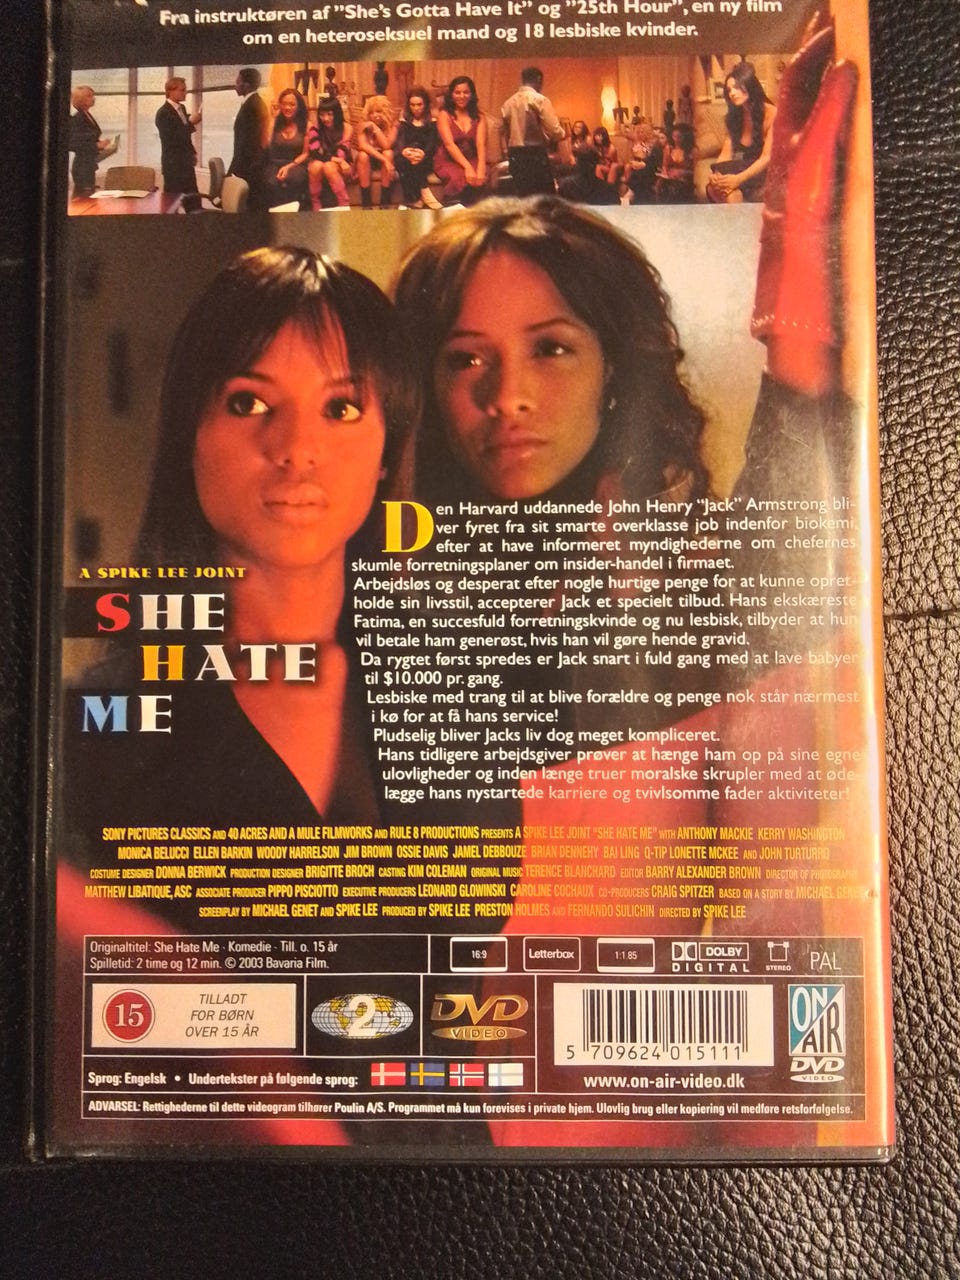 Fra instruktøren af ”She's Gotta Have It” og ”25th Hour”, en ny film
om en heteroseksuel mand og 18 lesbiske kvinder.
Den Harvard uddannede John Henry “Jack” Armstrong bli-
ver fyret fra sit smarte overklasse job indenfor biokemi,
efter at have informeret myndighederne om chefernes
skumle forretningsplaner om insider-handel i firmaet.
Arbejdsløs og desperat efter nogle hurtige penge for at kunne opret-
holde sin livsstil, accepterer Jack et specielt tilbud. Hans ekskæreste
Fatima, en succesfuld forretningskvinde og nu lesbisk, tilbyder at hun
vil betale ham generøst, hvis han vil gøre hende gravid.
Da rygtet først spredes er Jack snart i fuld gang med at lave babyer
til $10.000 pr. gang.
Lesbiske med trang til at blive forældre og penge nok står nærmest
i kø for at få hans service!
Pludselig bliver Jacks liv dog meget kompliceret.
Hans tidligere arbejdsgiver prøver at hænge ham op på sine egne
ulovligheder og inden længe truer moralske skrupler med at øde-
lægge hans nystartede karriere og tvivlsomme fader aktiviteter!
A SPIKE LEE JOINT
SHE
HATE
ME
SONY PICTURES CLASSICS AND 40 ACRES AND A MULE FILMWORKS AND RULE 8 PRODUCTIONS PRESENTS A SPIKE LEE JOINT "SHE HATE ME" WITH ANTHONY MACKIE KERRY WASHINGTON
MONICA BELUCCI ELLEN BARKIN WOODY HARRELSON JIM BROWN OSSIE DAVIS JAMEL DEBBOUZE BRIAN DENNEHY BAI LING Q-TIP LONETTE MCKEE AND JOHN TURTURRO
COSTUME DESIGNER DONNA BERWICK PRODUCTION DESIGNER BRIGITTE BROCH CASTING KIM COLEMAN ORIGINAL MUSIC TERENCE BLANCHARD EDITOR BARRY ALEXANDER BROWN DIRECTOR OF PHOTOGRAPHY
MATTHEW LIBATIQUE, ASC ASSOCIATE PRODUCER PIPPO PISCIOTTO EXECUTIVE PRODUCERS LEONARD GLOWINSKI CAROLINE COCHAUX CO-PRODUCERS CRAIG SPITZER BASED ON A STORY BY MICHAEL GENET
SCREENPLAY BY MICHAEL GENET AND SPIKE LEE PRODUCED BY SPIKE LEE PRESTON HOLMES AND FERNANDO SULICHIN DIRECTED BY SPIKE LEE
Originaltitel: She Hate Me · Komedie · Till. o. 15 år
Spilletid: 2 time og 12 min. © 2003 Bavaria Film.
16:9
Letterbox
1:1.85
DOLBY
DIGITAL
STEREO
PAL
15
TILLADT
FOR BØRN
OVER 15 ÅR
2
DVD
VIDEO
5 709624 015111
ON
AIR
DVD
VIDEO
Sprog: Engelsk • Undertekster på følgende sprog:
www.on-air-video.dk
ADVARSEL: Rettighederne til dette videogram tilhører Poulin A/S. Programmet må kun forevises i private hjem. Ulovlig brug eller kopiering vil medføre retsforfølgelse.